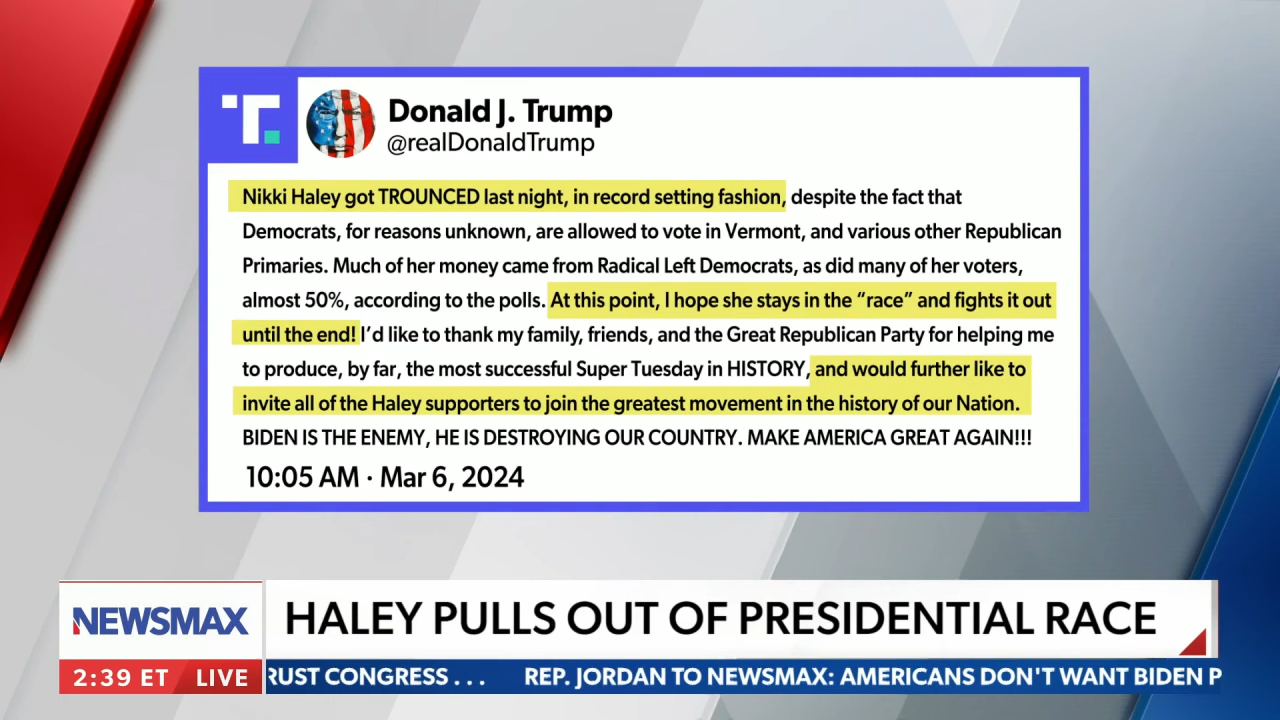 T.
Donald J. Trump
@realDonaldTrump
Nikki Haley got TROUNCED last night, in record setting fashion, despite the fact that
Democrats, for reasons unknown, are allowed to vote in Vermont, and various other Republican
Primaries. Much of her money came from Radical Left Democrats, as did many of her voters,
almost 50%, according to the polls. At this point, I hope she stays in the “race” and fights it out
until the end! I’d like to thank my family, friends, and the Great Republican Party for helping me
to produce, by far, the most successful Super Tuesday in HISTORY, and would further like to
invite all of the Haley supporters to join the greatest movement in the history of our Nation.
BIDEN IS THE ENEMY, HE IS DESTROYING OUR COUNTRY. MAKE AMERICA GREAT AGAIN!!!
10:05 AM · Mar 6, 2024
NEWSMAX
HALEY PULLS OUT OF PRESIDENTIAL RACE
2:39 ET LIVE
RUST CONGRESS . . . REP. JORDAN TO NEWSMAX: AMERICANS DON'T WANT BIDEN P